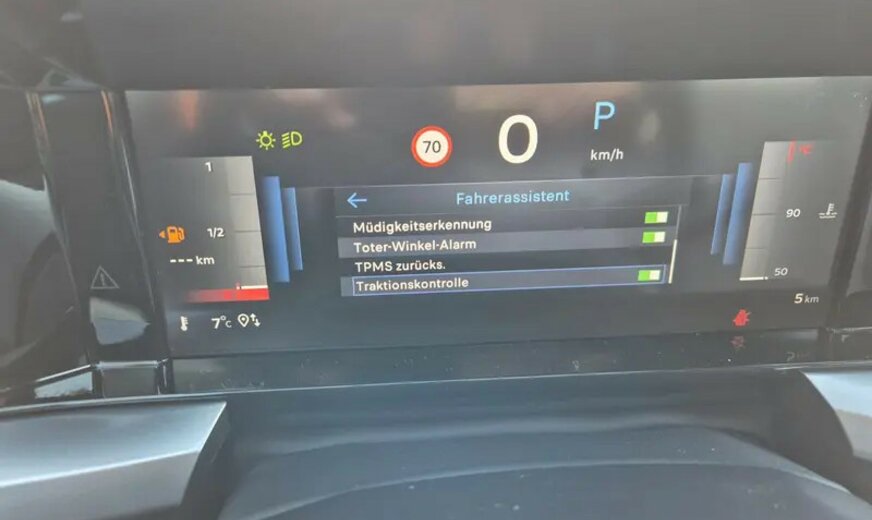 70
0
P
km/h
1
1/2
--- km
Fahrerassistent
Müdigkeitserkennung
Toter-Winkel-Alarm
TPMS zurücks.
Traktionskontrolle
°C
90
50
7°C
5 km